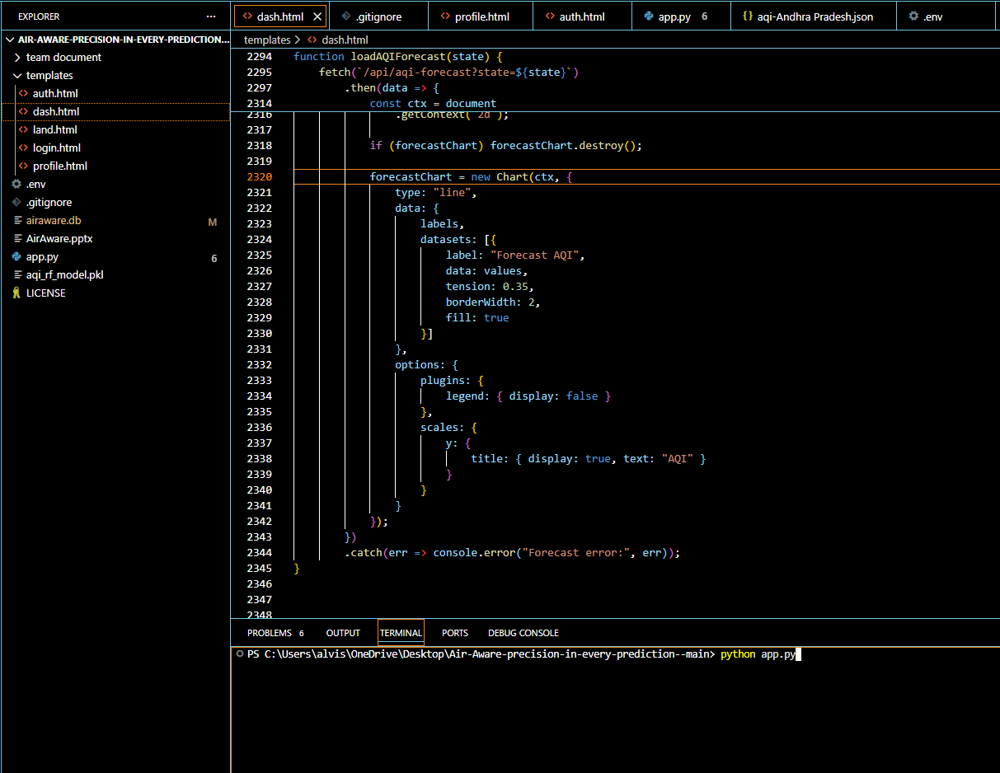 EXPLORER
···
AIR-AWARE-PRECISION-IN-EVERY-PREDICTION...
team document
templates
auth.html
dash.html
land.html
login.html
profile.html
.env
.gitignore
airaware.db M
AirAware.pptx
app.py 6
aqi_rf_model.pkl
LICENSE
dash.html
.gitignore
profile.html
auth.html
app.py 6
{} aqi-Andhra Pradesh.json
.env
templates > dash.html
2294 function loadAQIForecast(state) {
2295 fetch(`/api/aqi-forecast?state=${state}`)
2297 .then(data => {
2314 const ctx = document
2316 .getContext("2d");
2317
2318 if (forecastChart) forecastChart.destroy();
2319
2320 forecastChart = new Chart(ctx, {
2321 type: "line",
2322 data: {
2323 labels,
2324 datasets: [{
2325 label: "Forecast AQI",
2326 data: values,
2327 tension: 0.35,
2328 borderWidth: 2,
2329 fill: true
2330 }]
2331 },
2332 options: {
2333 plugins: {
2334 legend: { display: false }
2335 },
2336 scales: {
2337 y: {
2338 title: { display: true, text: "AQI" }
2339 }
2340 }
2341 }
2342 });
2343 })
2344 .catch(err => console.error("Forecast error:", err));
2345 }
2346
2347
2348
PROBLEMS 6 OUTPUT TERMINAL PORTS DEBUG CONSOLE
PS C:\Users\alvis\OneDrive\Desktop\Air-Aware-precision-in-every-prediction--main> python app.py